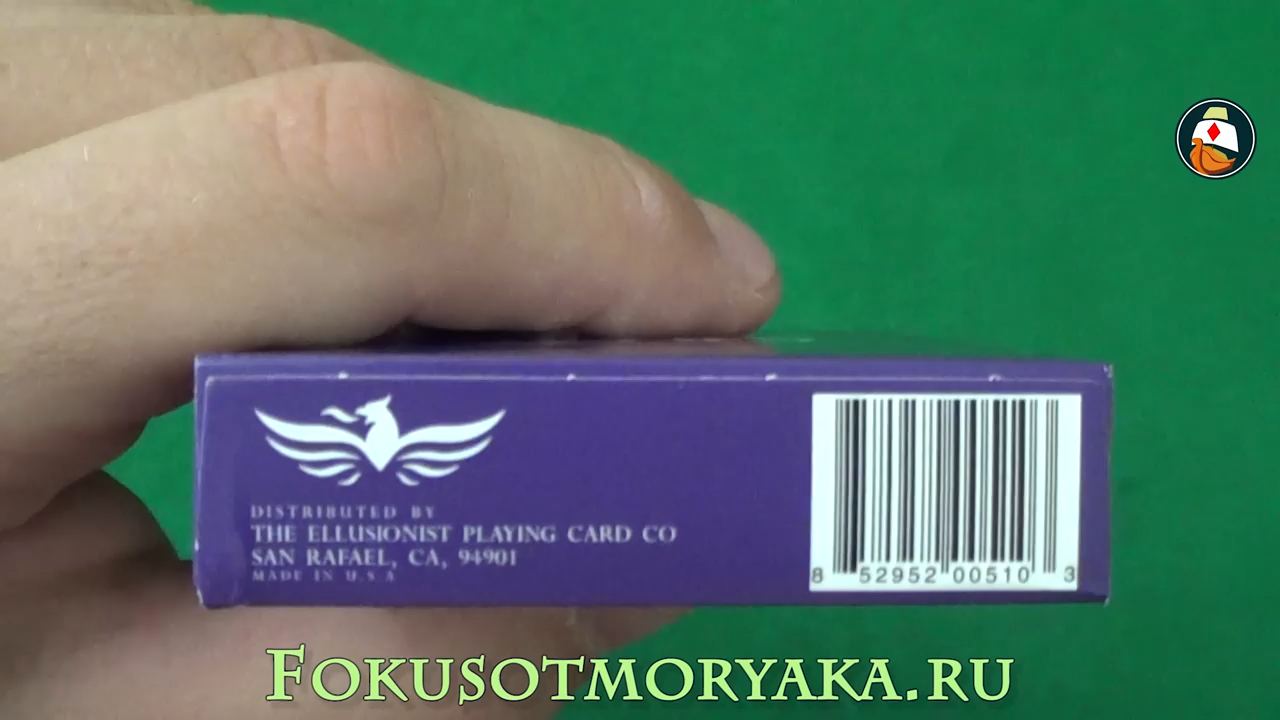 DISTRIBUTED BY
THE ELLUSIONIST PLAYING CARD CO
SAN RAFAEL, CA, 94901
MADE IN U.S.A
8 52952 00510 3
FOKUSOTMORYAKA.RU